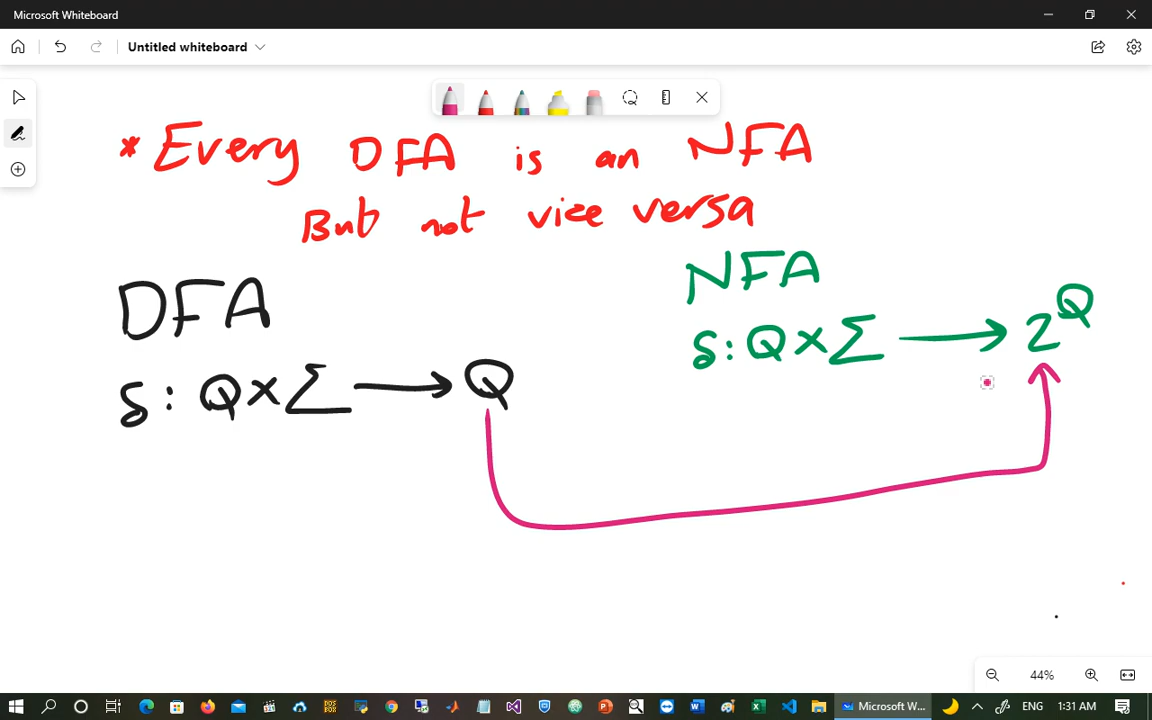 Microsoft Whiteboard
Untitled whiteboard
* Every DFA is an NFA
But not vice versa
DFA
δ: Q×Σ ⟶ Q
NFA
δ: Q×Σ ⟶ 2^Q
44%
Microsoft W...
ENG
1:31 AM